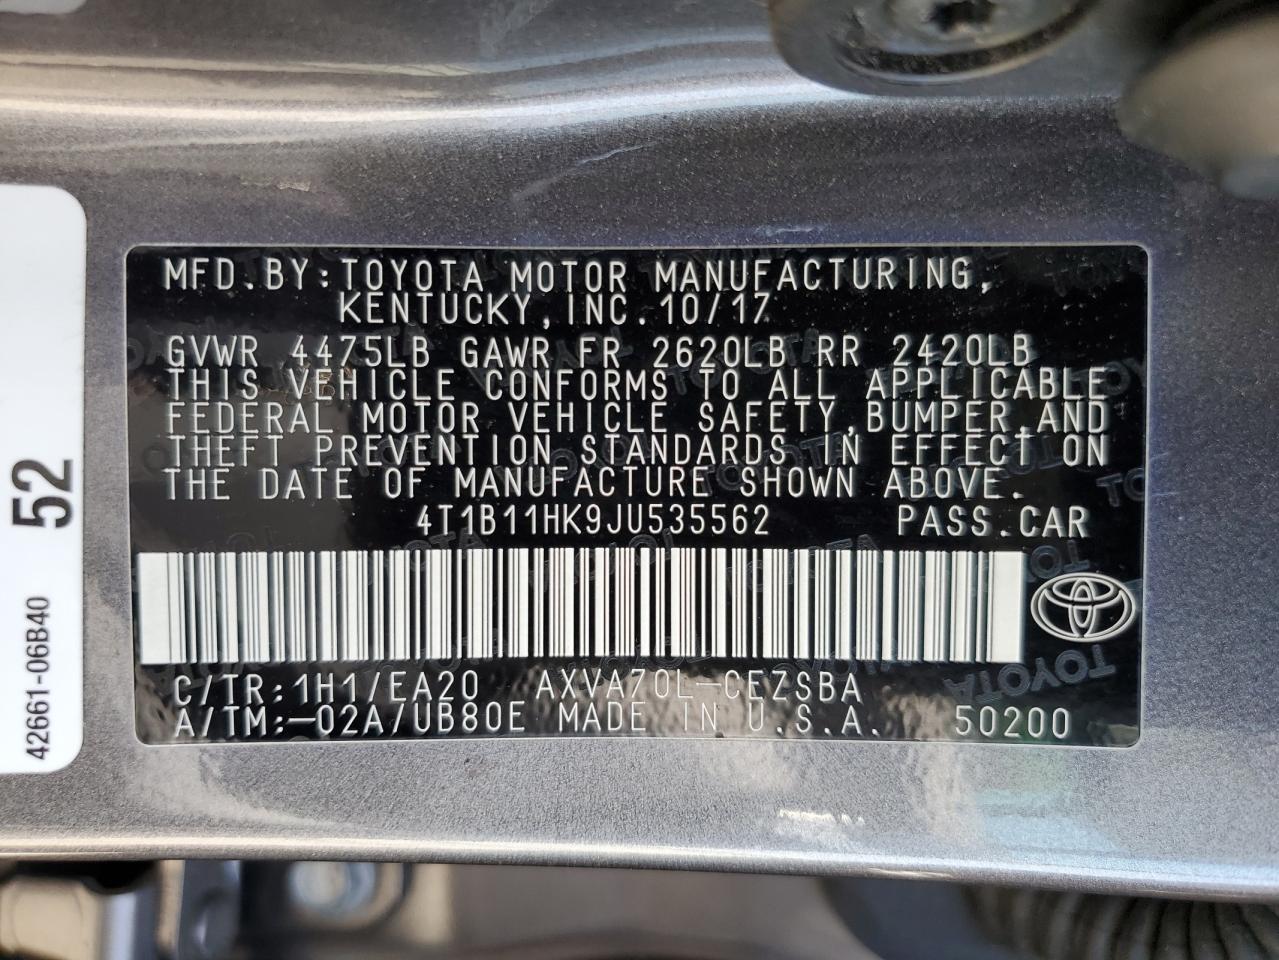 MFD.BY:TOYOTA MOTOR MANUFACTURING,
KENTUCKY,INC.10/17
GVWR 4475LB GAWR FR 2620LB RR 2420LB
THIS VEHICLE CONFORMS TO ALL APPLICABLE
FEDERAL MOTOR VEHICLE SAFETY,BUMPER,AND
THEFT PREVENTION STANDARDS IN EFFECT ON
THE DATE OF MANUFACTURE SHOWN ABOVE.
4T1B11HK9JU535562 PASS.CAR
C/TR:1H1/EA20 AXVA70L-CEZSBA
A/TM:-02A/UB80E MADE IN U.S.A. 50200
52
42661-06B40
TOYOTA